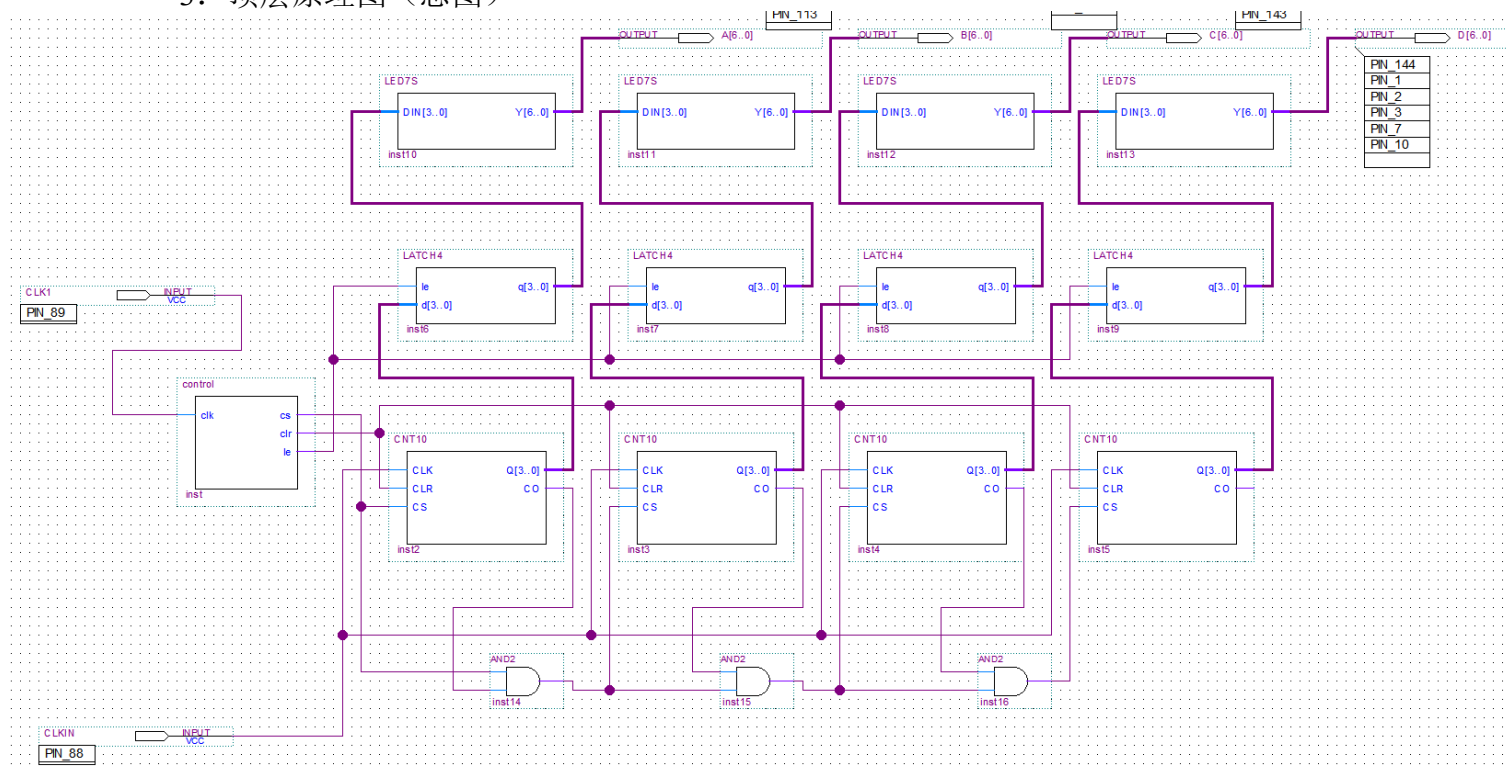 PIN_113
PIN_143
OUTPUT A[6..0]
OUTPUT B[6..0]
OUTPUT C[6..0]
OUTPUT D[6..0]
PIN_144
PIN_1
PIN_2
PIN_3
PIN_7
PIN_10
LED7S
DIN[3..0] Y[6..0]
inst10
LED7S
DIN[3..0] Y[6..0]
inst11
LED7S
DIN[3..0] Y[6..0]
inst12
LED7S
DIN[3..0] Y[6..0]
inst13
LATCH4
le q[3..0]
d[3..0]
inst6
LATCH4
le q[3..0]
d[3..0]
inst7
LATCH4
le q[3..0]
d[3..0]
inst8
LATCH4
le q[3..0]
d[3..0]
inst9
CLK1 INPUT
VCC
PIN_89
control
clk cs
clr
le
inst
CNT10
CLK Q[3..0]
CLR CO
CS
inst2
CNT10
CLK Q[3..0]
CLR CO
CS
inst3
CNT10
CLK Q[3..0]
CLR CO
CS
inst4
CNT10
CLK Q[3..0]
CLR CO
CS
inst5
AND2
inst14
AND2
inst15
AND2
inst16
CLKIN INPUT
VCC
PIN_88